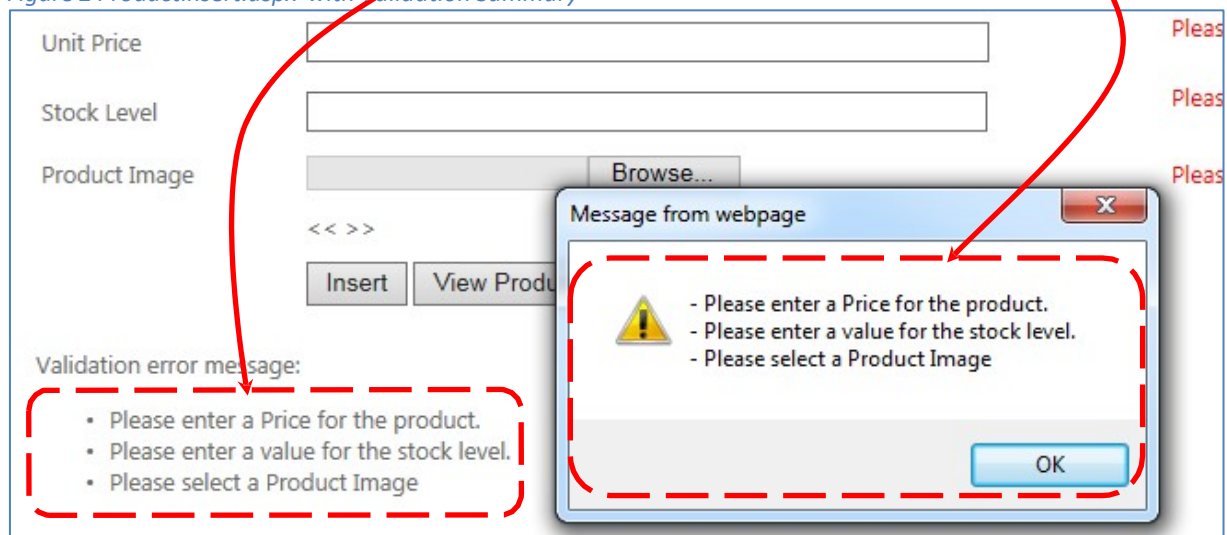 Unit Price
Pleas
Stock Level
Pleas
Product Image
Browse...
Pleas
<< >>
Insert
View Produ
Message from webpage
- Please enter a Price for the product.
- Please enter a value for the stock level.
- Please select a Product Image
OK
Validation error message:
• Please enter a Price for the product.
• Please enter a value for the stock level.
• Please select a Product Image